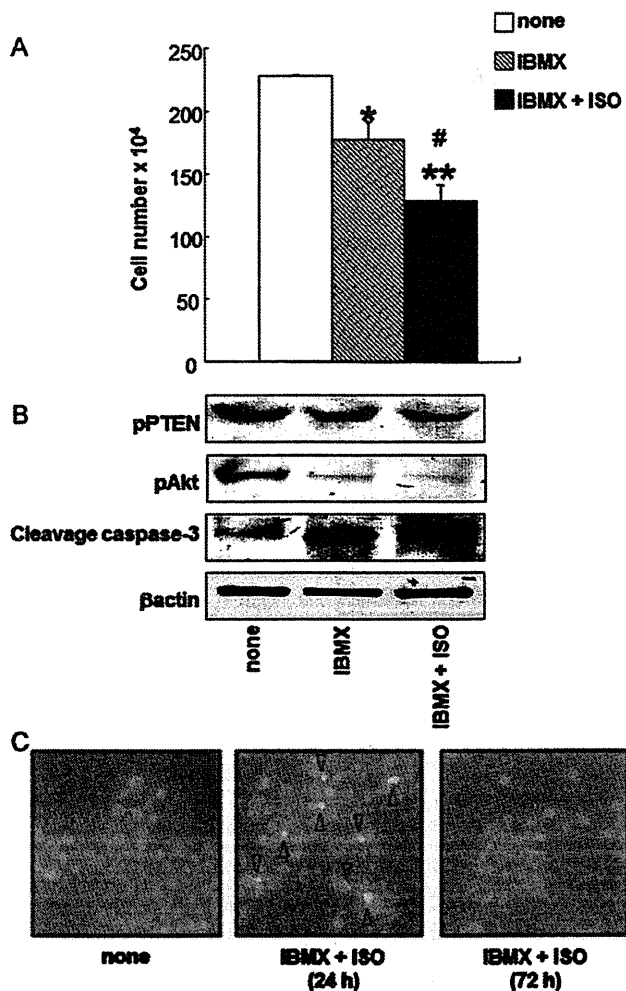 none
IBMX
IBMX + ISO
A
250
200
150
100
50
0
Cell number x 10⁴
*
#
**
B
pPTEN
pAkt
Cleavage caspase-3
βactin
none
IBMX
IBMX + ISO
C
none
IBMX + ISO
(24 h)
IBMX + ISO
(72 h)